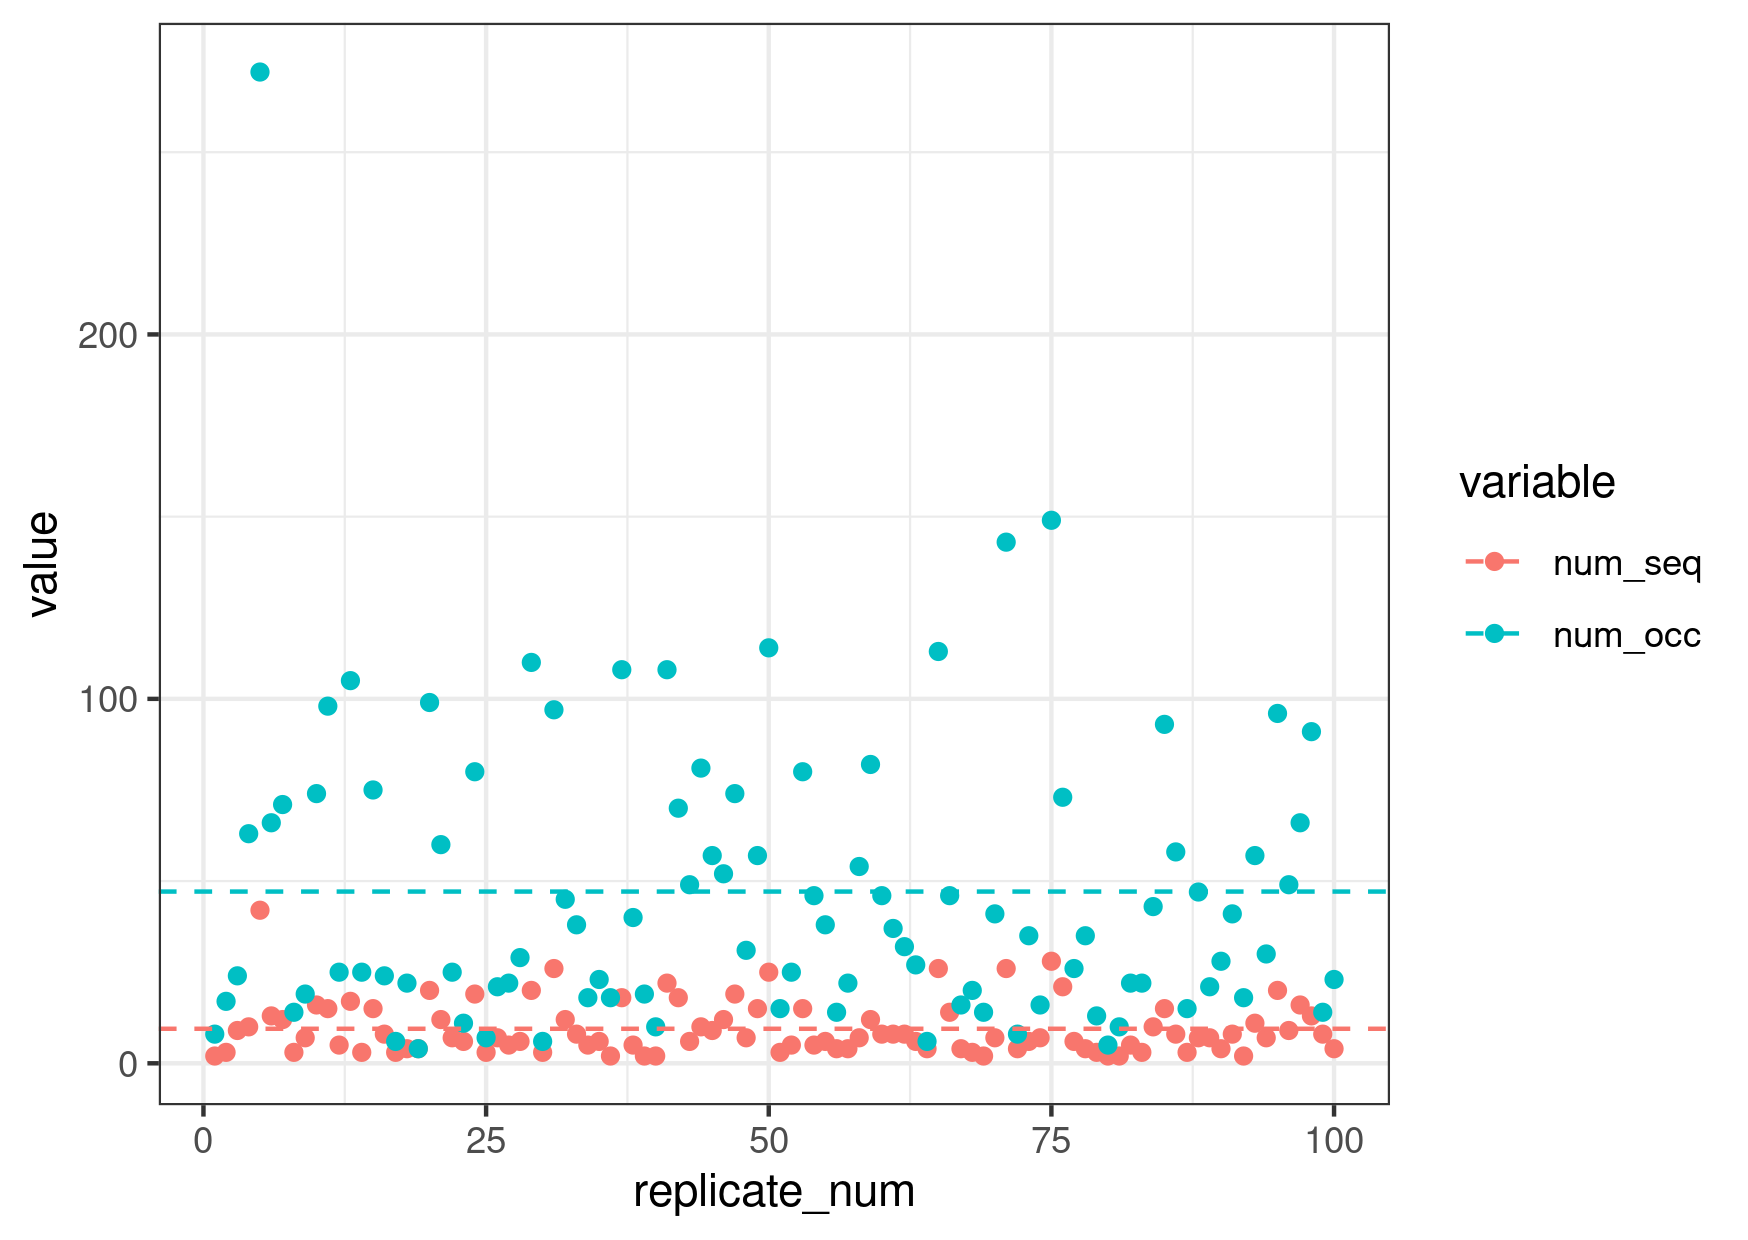 200
100
0
value
0 25 50 75 100
replicate_num
variable
num_seq
num_occ